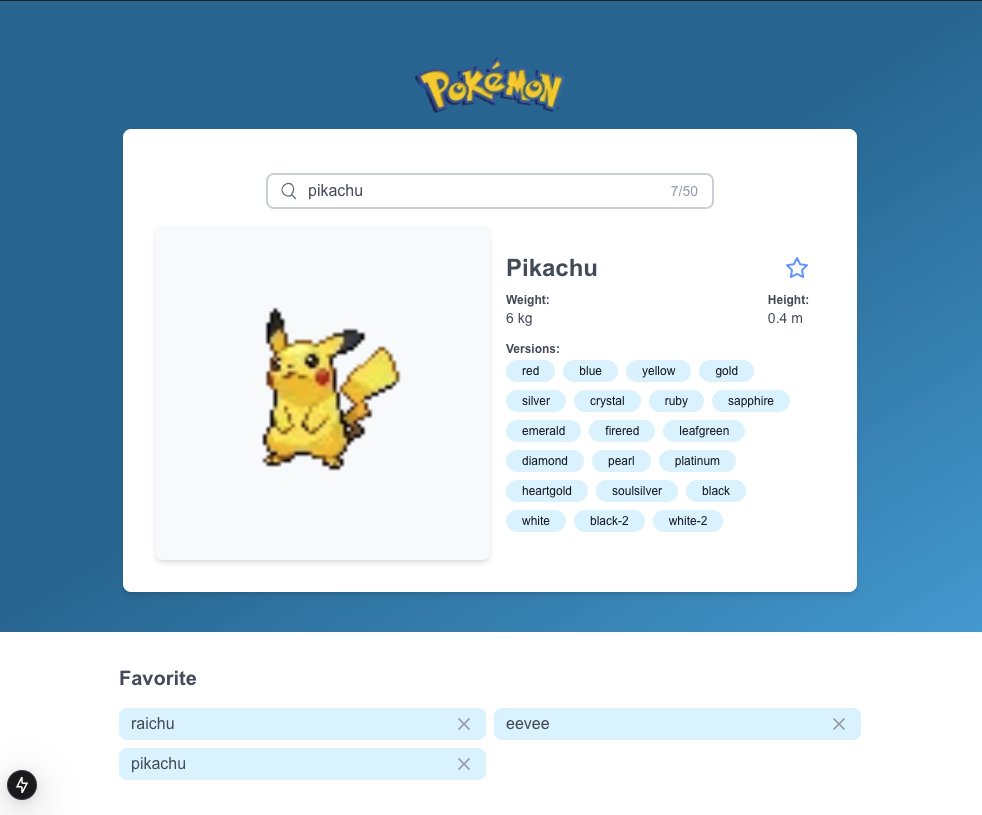 POKéMON
pikachu 7/50
Pikachu
Weight: Height:
6 kg 0.4 m
Versions:
red blue yellow gold
silver crystal ruby sapphire
emerald firered leafgreen
diamond pearl platinum
heartgold soulsilver black
white black-2 white-2
Favorite
raichu eevee
pikachu